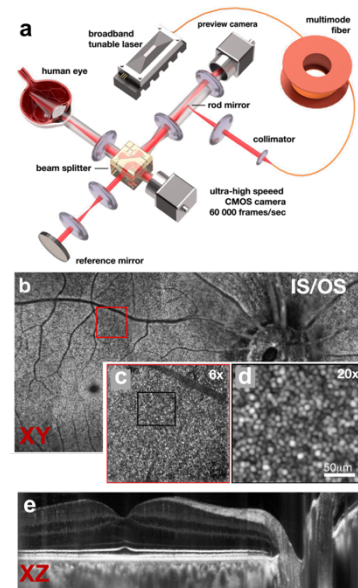 a
broadband
tunable laser
preview camera
multimode
fiber
human eye
rod mirror
collimator
beam splitter
ultra-high speeed
CMOS camera
60 000 frames/sec
reference mirror
b
IS/OS
c
6x
d
20x
50µm
XY
e
XZ